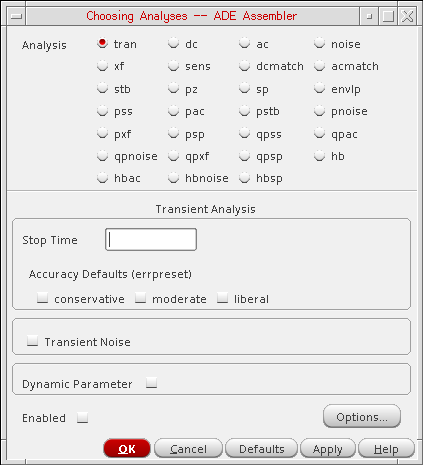 Choosing Analyses -- ADE Assembler
Analysis tran dc ac noise
xf sens dcmatch acmatch
stb pz sp envlp
pss pac pstb pnoise
pxf psp qpss qpac
qpnoise qpxf qpsp hb
hbac hbnoise hbsp
Transient Analysis
Stop Time
Accuracy Defaults (errpreset)
conservative moderate liberal
Transient Noise
Dynamic Parameter
Enabled Options...
OK Cancel Defaults Apply Help